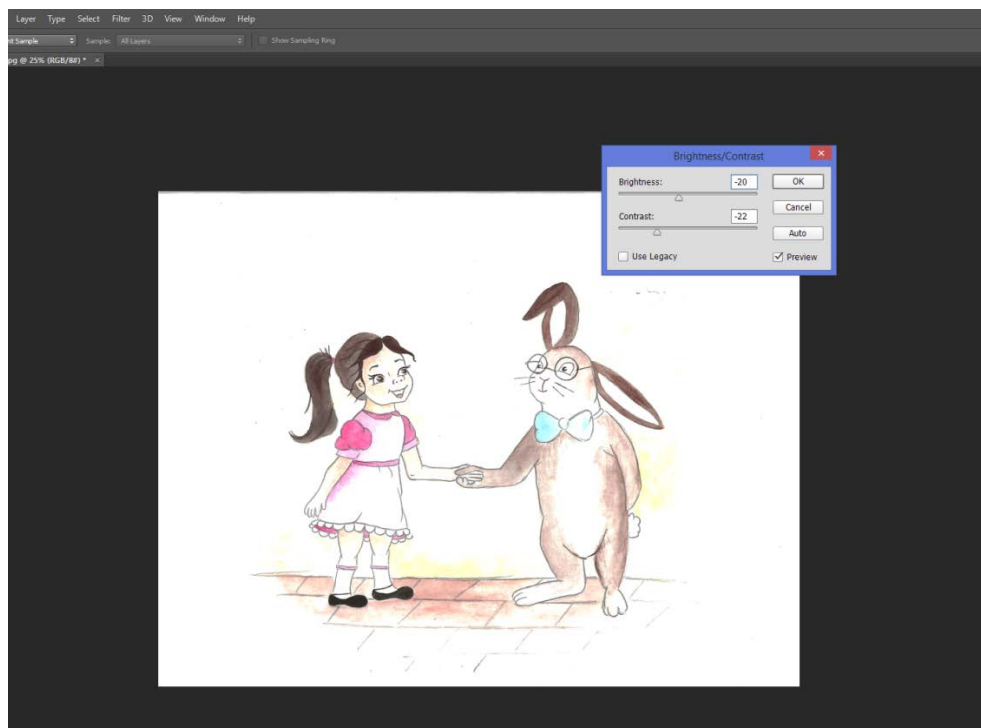 Layer Type Select Filter 3D View Window Help
nt Sample Sample: All Layers Show Sampling Ring
pg @ 25% (RGB/8#) * ×
Brightness/Contrast
Brightness: -20 OK
Cancel
Contrast: -22
Auto
Use Legacy Preview